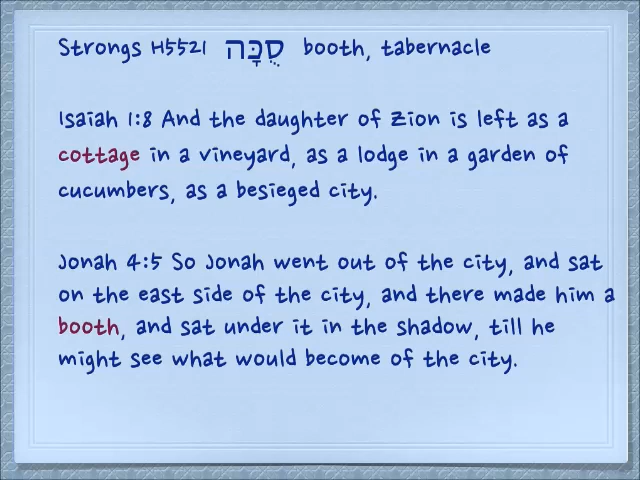 Strongs H5521 סֻכָּה booth, tabernacle
Isaiah 1:8 And the daughter of Zion is left as a
cottage in a vineyard, as a lodge in a garden of
cucumbers, as a besieged city.
Jonah 4:5 So Jonah went out of the city, and sat
on the east side of the city, and there made him a
booth, and sat under it in the shadow, till he
might see what would become of the city.